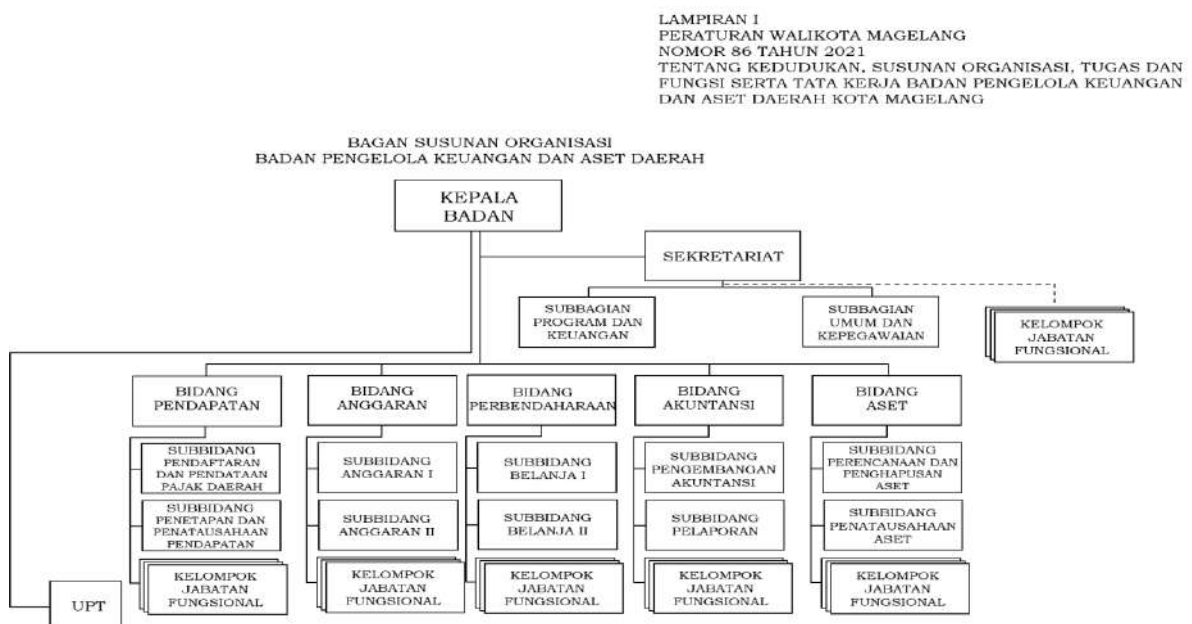 LAMPIRAN I
PERATURAN WALIKOTA MAGELANG
NOMOR 86 TAHUN 2021
TENTANG KEDUDUKAN, SUSUNAN ORGANISASI, TUGAS DAN
FUNGSI SERTA TATA KERJA BADAN PENGELOLA KEUANGAN
DAN ASET DAERAH KOTA MAGELANG
BAGAN SUSUNAN ORGANISASI
BADAN PENGELOLA KEUANGAN DAN ASET DAERAH
KEPALA
BADAN
SEKRETARIAT
SUBBAGIAN
PROGRAM DAN
KEUANGAN
SUBBAGIAN
UMUM DAN
KEPEGAWAIAN
KELOMPOK
JABATAN
FUNGSIONAL
BIDANG
PENDAPATAN
BIDANG
ANGGARAN
BIDANG
PERBENDAHARAAN
BIDANG
AKUNTANSI
BIDANG
ASET
SUBBIDANG
PENDAFTARAN
DAN PENDATAAN
PAJAK DAERAH
SUBBIDANG
ANGGARAN I
SUBBIDANG
BELANJA I
SUBBIDANG
PENGEMBANGAN
AKUNTANSI
SUBBIDANG
PERENCANAAN DAN
PENGHAPUSAN
ASET
SUBBIDANG
PENETAPAN DAN
PENATAUSAHAAN
PENDAPATAN
SUBBIDANG
ANGGARAN II
SUBBIDANG
BELANJA II
SUBBIDANG
PELAPORAN
SUBBIDANG
PENATAUSAHAAN
ASET
KELOMPOK
JABATAN
FUNGSIONAL
KELOMPOK
JABATAN
FUNGSIONAL
KELOMPOK
JABATAN
FUNGSIONAL
KELOMPOK
JABATAN
FUNGSIONAL
KELOMPOK
JABATAN
FUNGSIONAL
UPT